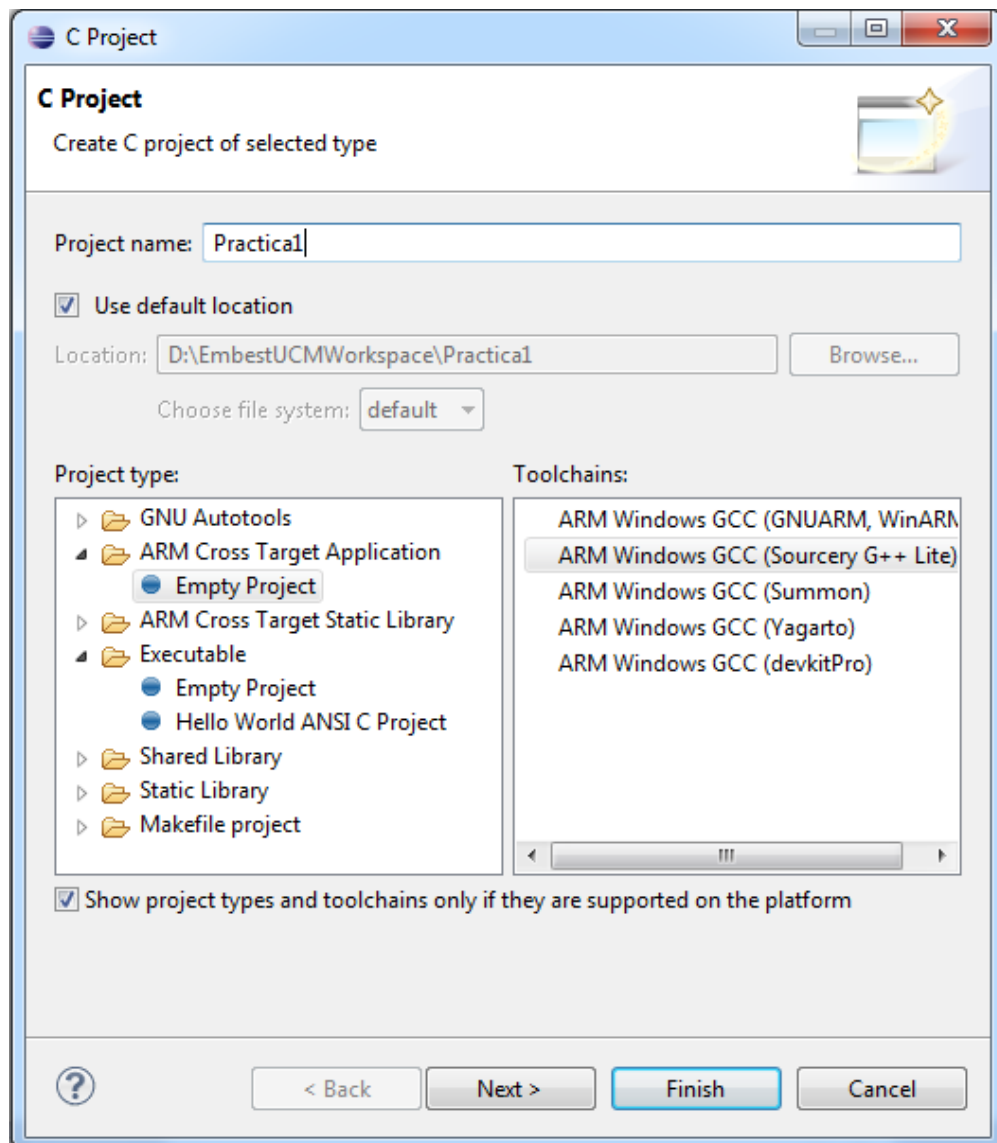 C Project
C Project
Create C project of selected type
Project name: Practica1
Use default location
Location: D:\EmbestUCMWorkspace\Practica1 Browse...
Choose file system: default
Project type:
GNU Autotools
ARM Cross Target Application
Empty Project
ARM Cross Target Static Library
Executable
Empty Project
Hello World ANSI C Project
Shared Library
Static Library
Makefile project
Toolchains:
ARM Windows GCC (GNUARM, WinARM
ARM Windows GCC (Sourcery G++ Lite)
ARM Windows GCC (Summon)
ARM Windows GCC (Yagarto)
ARM Windows GCC (devkitPro)
Show project types and toolchains only if they are supported on the platform
? < Back Next > Finish Cancel